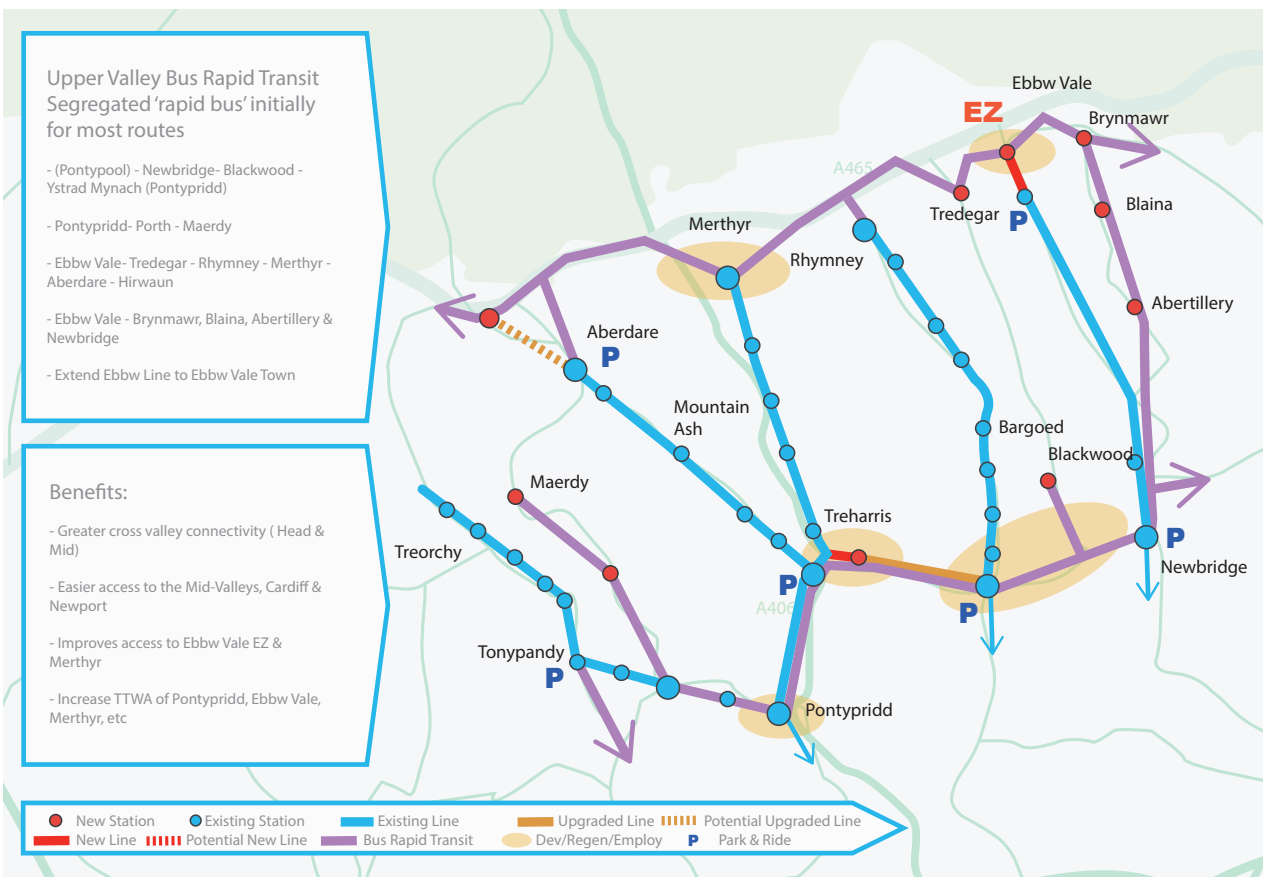 Upper Valley Bus Rapid Transit
Segregated ‘rapid bus’ initially
for most routes
- (Pontypool) - Newbridge- Blackwood -
Ystrad Mynach (Pontypridd)
- Pontypridd- Porth - Maerdy
- Ebbw Vale- Tredegar - Rhymney - Merthyr -
Aberdare - Hirwaun
- Ebbw Vale - Brynmawr, Blaina, Abertillery &
Newbridge
- Extend Ebbw Line to Ebbw Vale Town
Benefits:
- Greater cross valley connectivity ( Head &
Mid)
- Easier access to the Mid-Valleys, Cardiff &
Newport
- Improves access to Ebbw Vale EZ &
Merthyr
- Increase TTWA of Pontypridd, Ebbw Vale,
Merthyr, etc
Ebbw Vale
EZ
Brynmawr
A465
Tredegar
P
Blaina
Merthyr
Rhymney
Abertillery
Aberdare
P
Mountain
Ash
Bargoed
Blackwood
Maerdy
Treharris
Treorchy
P
Newbridge
P
A406
P
Tonypandy
P
Pontypridd
New Station
Existing Station
Existing Line
Upgraded Line
Potential Upgraded Line
New Line
Potential New Line
Bus Rapid Transit
Dev/Regen/Employ
P
Park & Ride